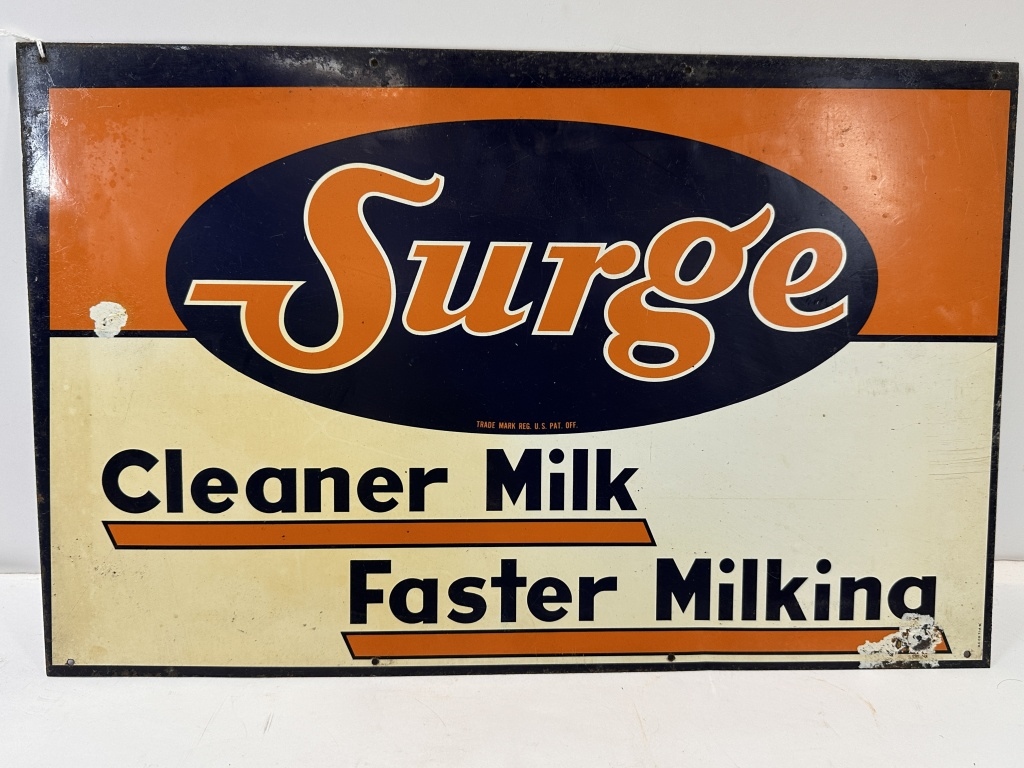 Surge
TRADE MARK REG. U.S. PAT. OFF.
Cleaner Milk
Faster Milking